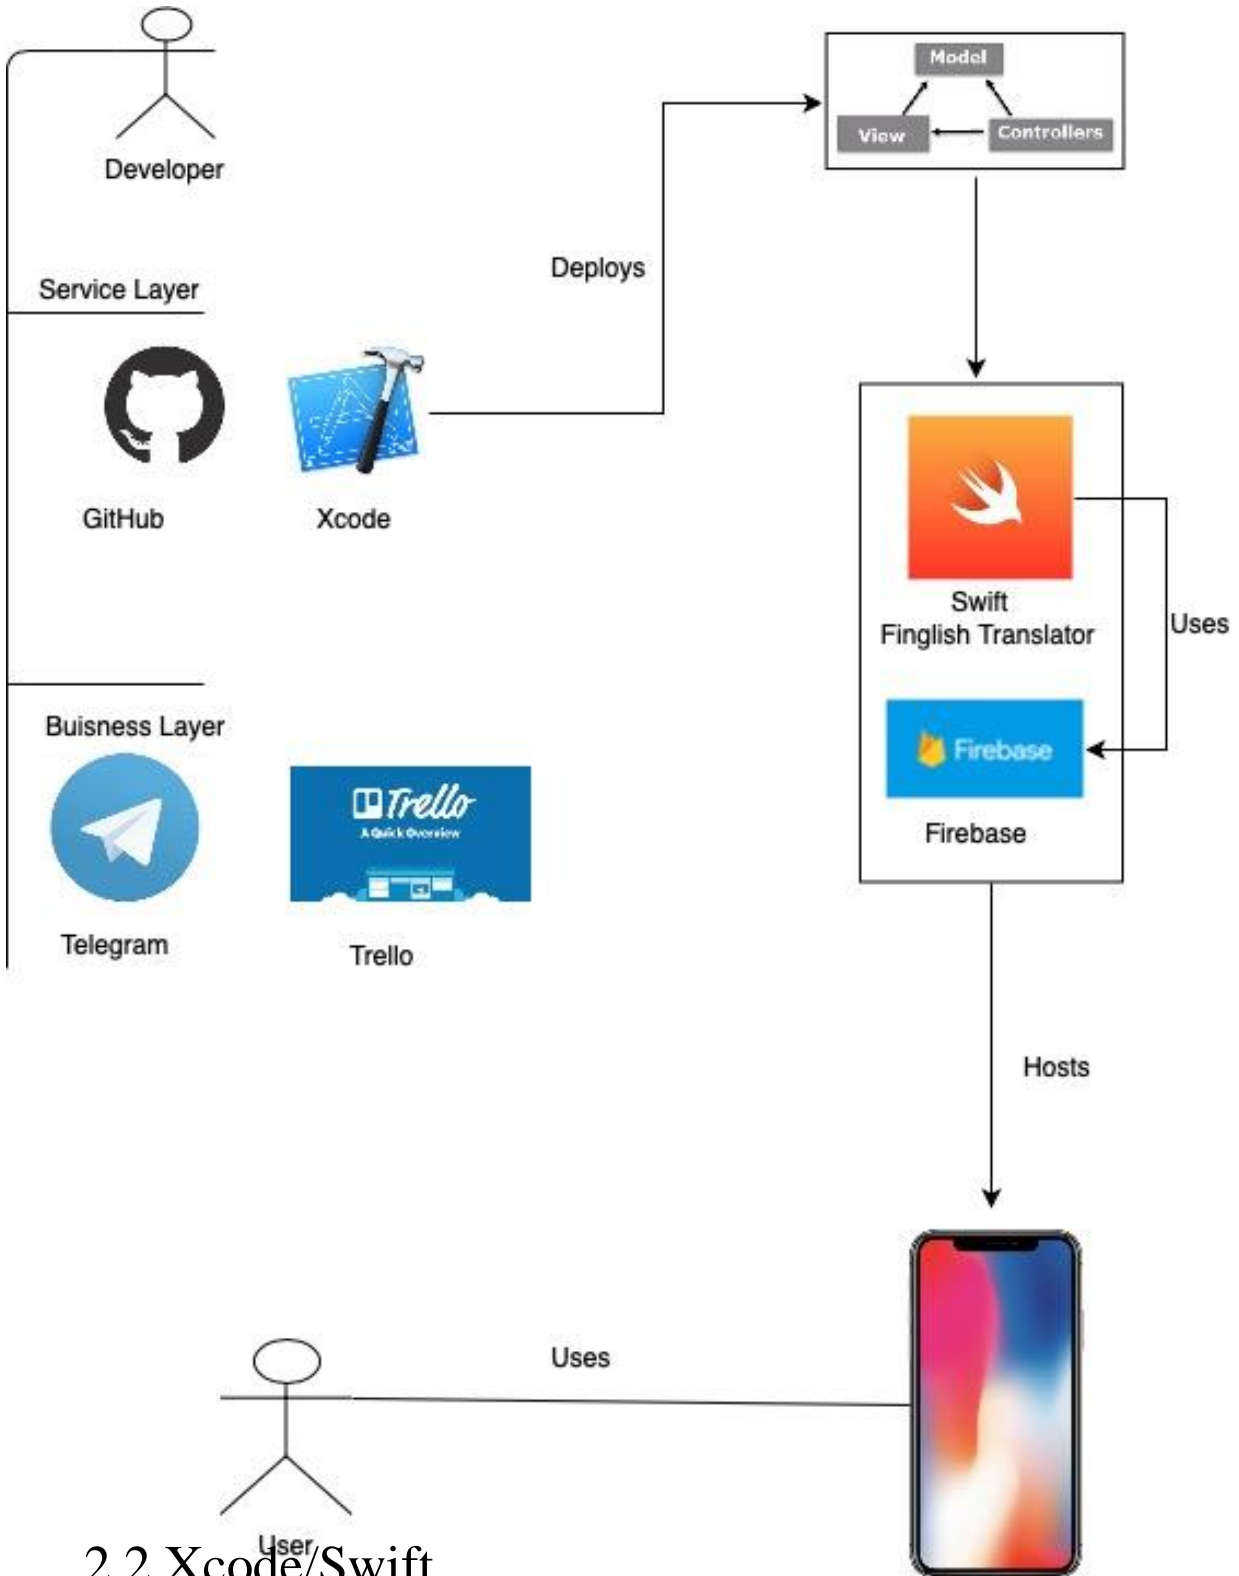 Developer
Model
View
Controllers
Deploys
Service Layer
GitHub
Xcode
Swift
Finglish Translator
Uses
Firebase
Firebase
Buisness Layer
Trello
A Quick Overview
Telegram
Trello
Hosts
Uses
User
2.2 Xcode/Swift